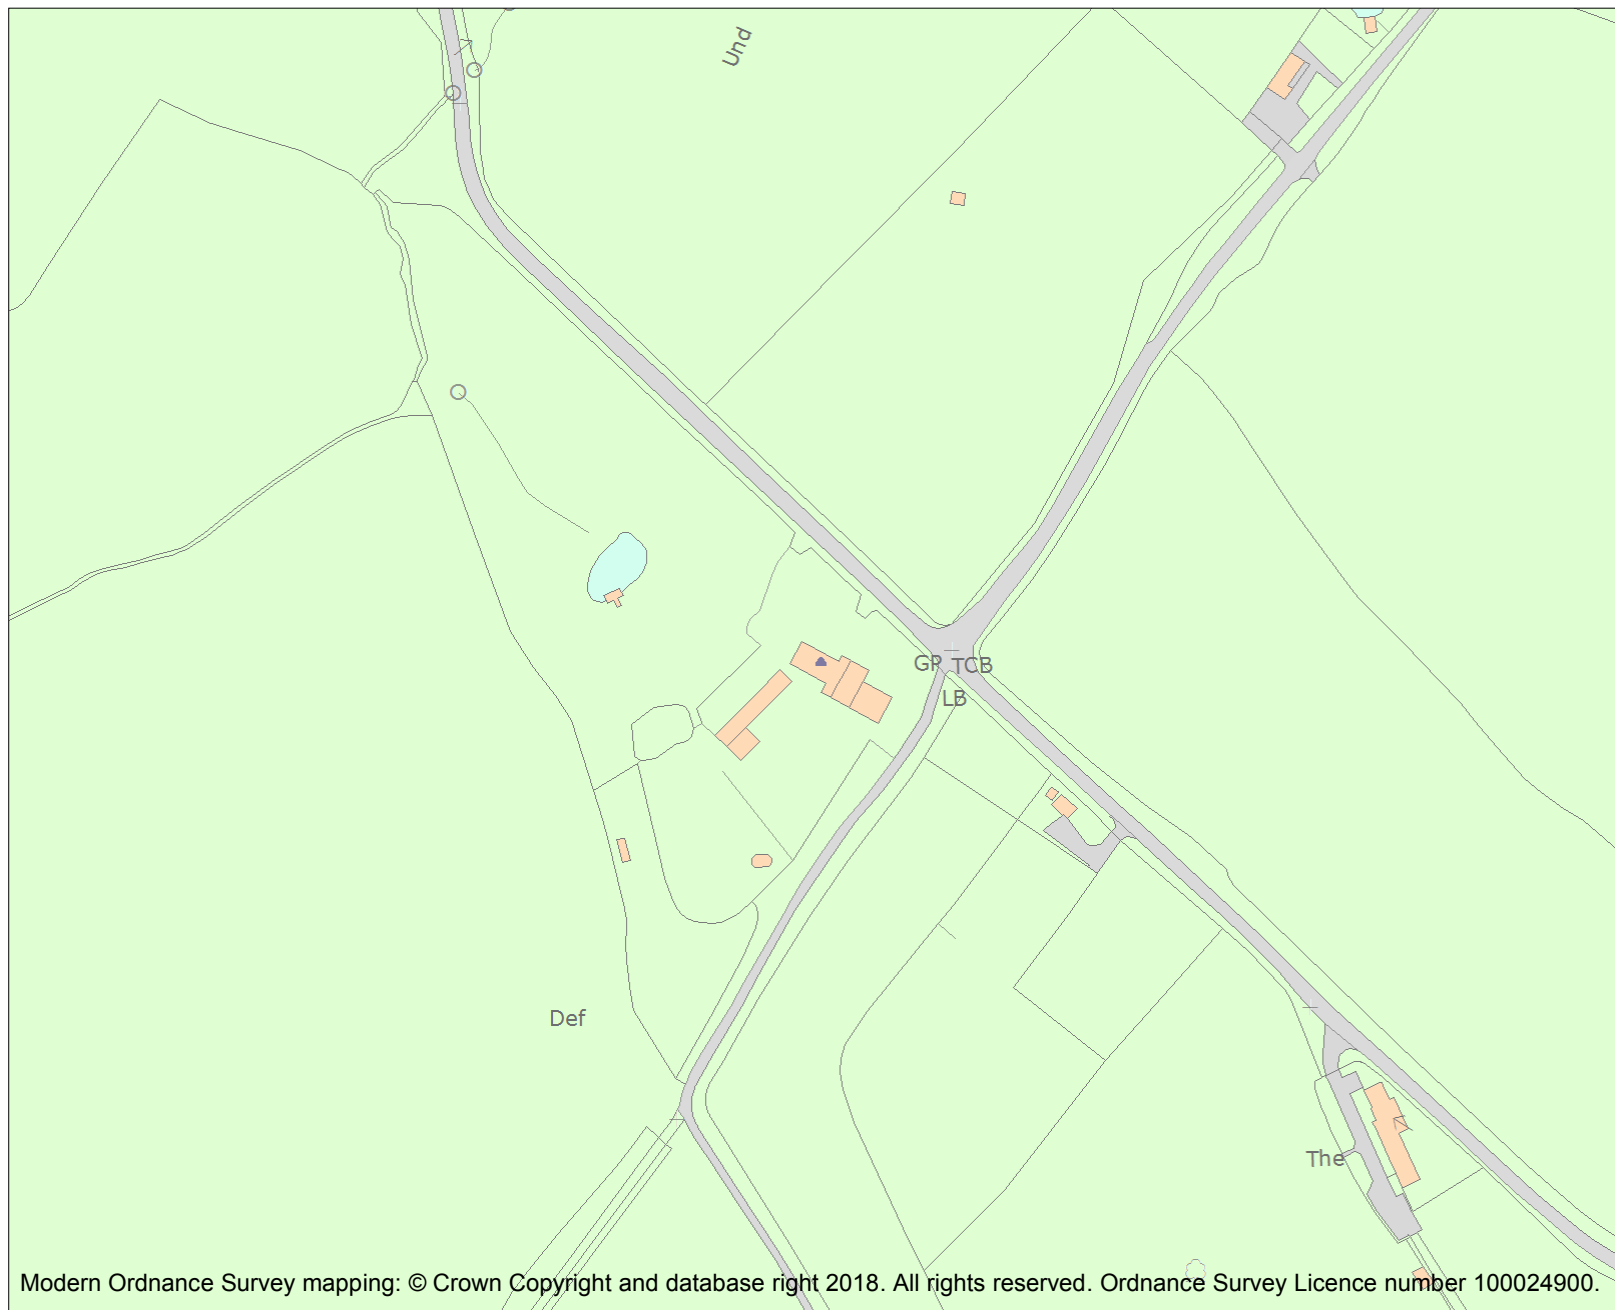 Und
GP TCB
LB
Def
The
Modern Ordnance Survey mapping: © Crown Copyright and database right 2018. All rights reserved. Ordnance Survey Licence number 100024900.